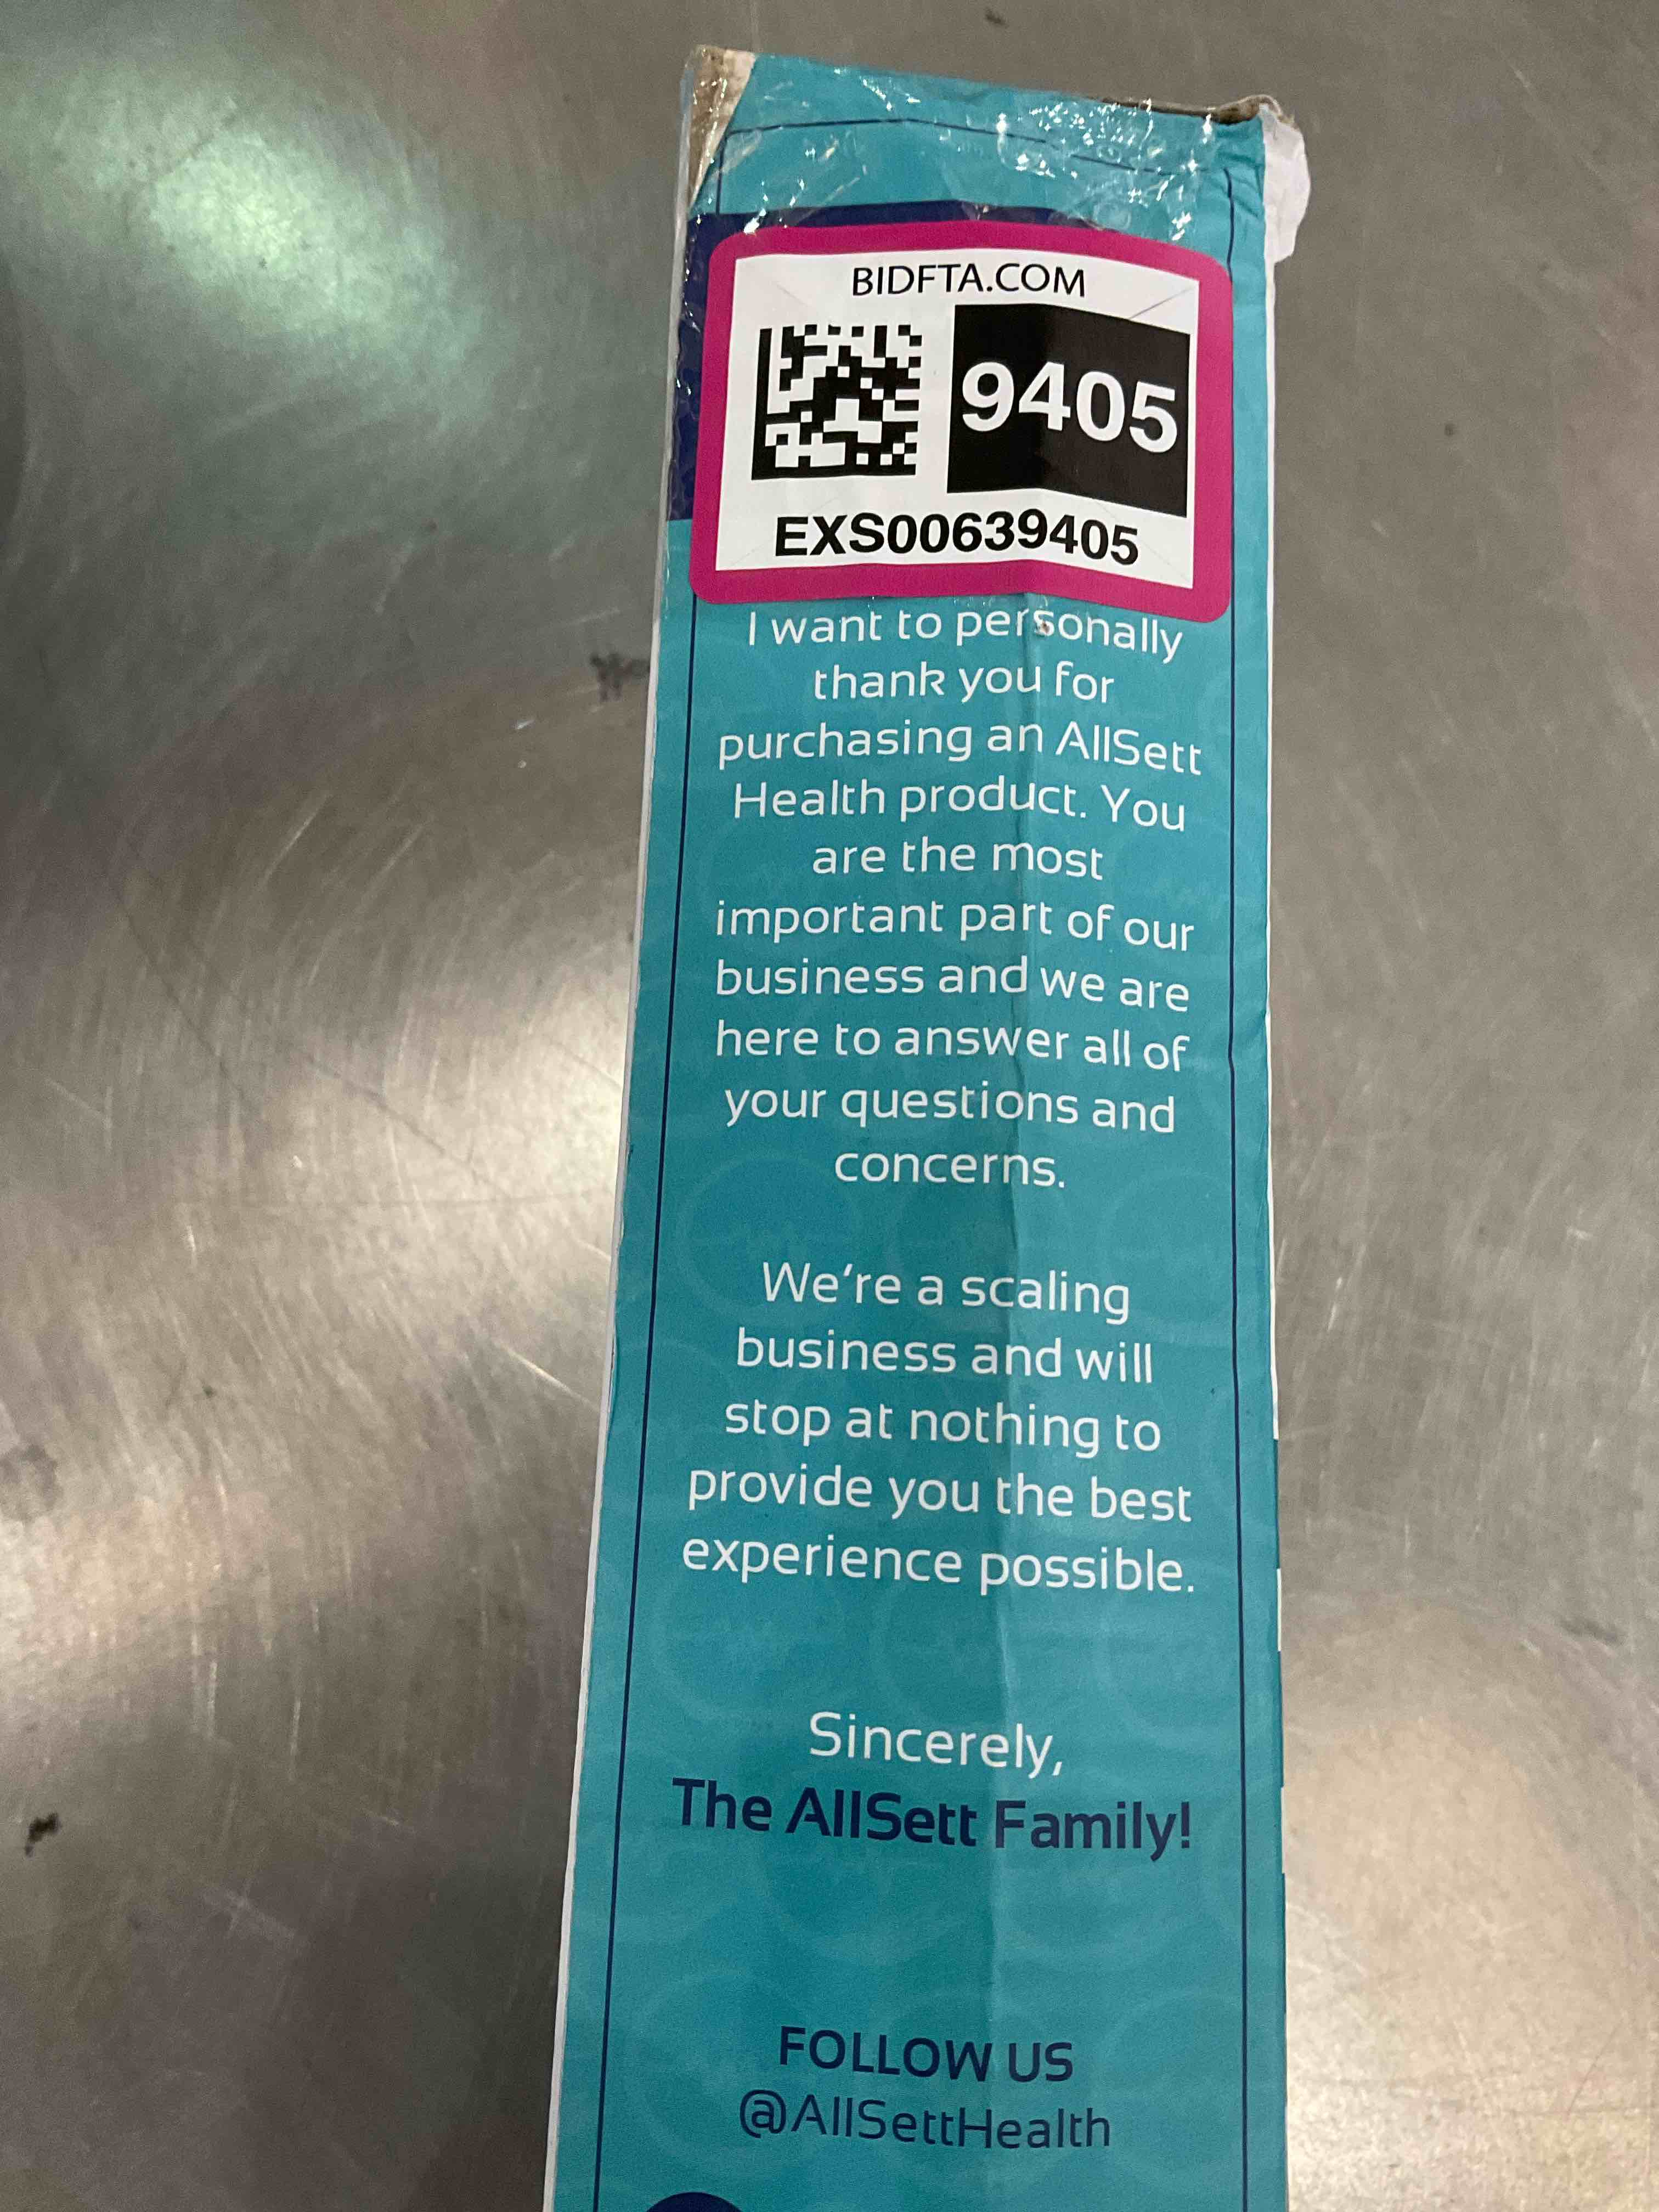 BIDFTA.COM
9405
EXS00639405
I want to personally
thank you for
purchasing an AllSett
Health product. You
are the most
important part of our
business and we are
here to answer all of
your questions and
concerns.
We're a scaling
business and will
stop at nothing to
provide you the best
experience possible.
Sincerely,
The AllSett Family!
FOLLOW US
@AllSettHealth